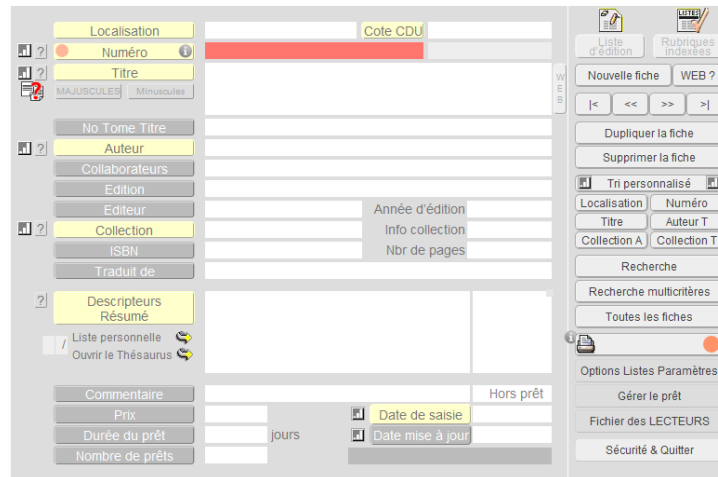 Localisation
Cote CDU
Numéro
Titre
MAJUSCULES Minuscules
WEB
No Tome Titre
Auteur
Collaborateurs
Edition
Editeur
Année d'édition
Collection
Info collection
ISBN
Nbr de pages
Traduit de
Descripteurs
Résumé
/ Liste personnelle
Ouvrir le Thésaurus
Commentaire
Hors prêt
Prix
Date de saisie
Durée du prêt
jours
Date mise à jour
Nombre de prêts
LISTES
Liste d'édition
Rubriques indexées
Nouvelle fiche WEB ?
|< << >> >|
Dupliquer la fiche
Supprimer la fiche
Tri personnalisé
Localisation Numéro
Titre Auteur T
Collection A Collection T
Recherche
Recherche multicritères
Toutes les fiches
Options Listes Paramètres
Gérer le prêt
Fichier des LECTEURS
Sécurité & Quitter